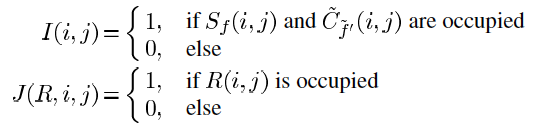 I(i, j) = { 1, if S_f(i, j) and C̃_f̃′(i, j) are occupied
0, else
J(R, i, j) = { 1, if R(i, j) is occupied
0, else